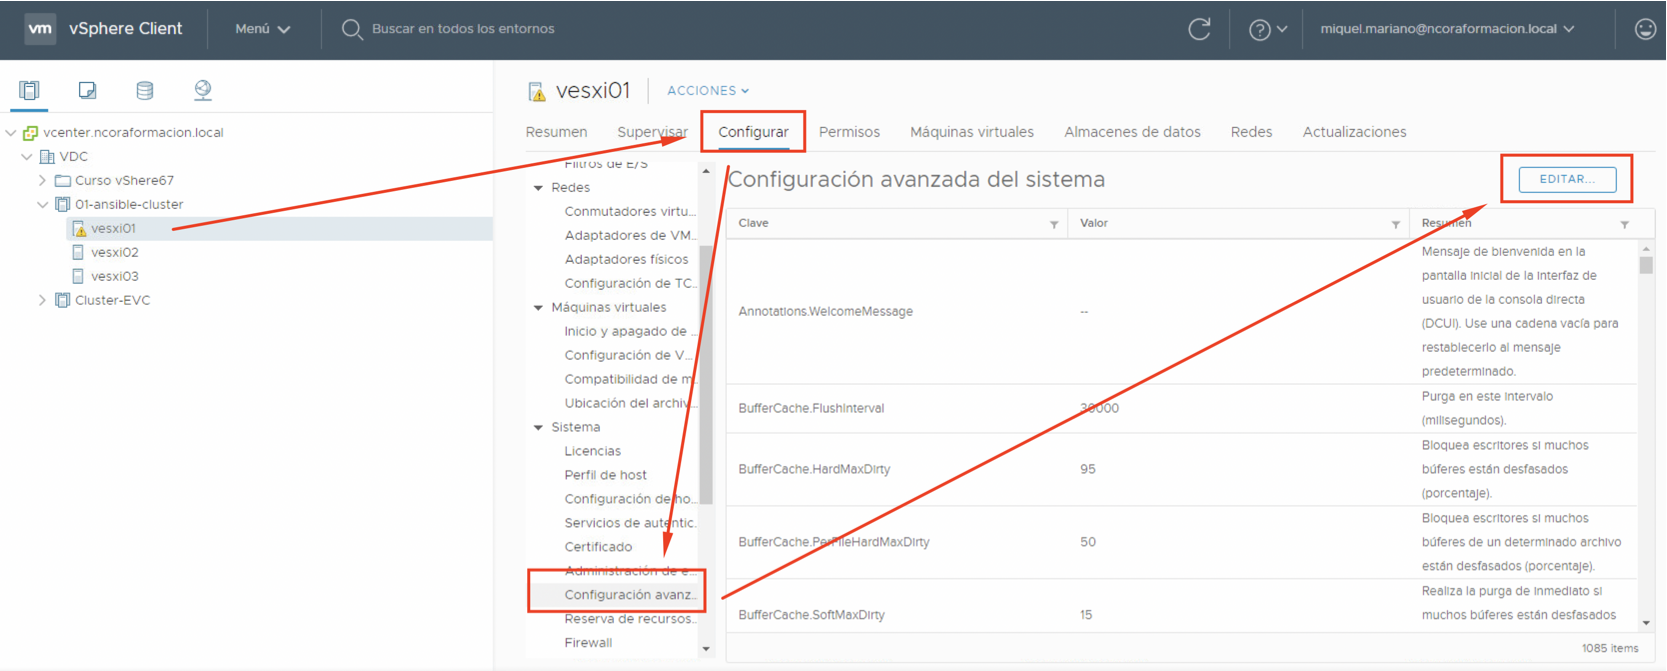 vm vSphere Client Menú Buscar en todos los entornos miquel.mariano@ncoraformacion.local
vcenter.ncoraformacion.local
VDC
Curso vShere67
01-ansible-cluster
vesxi01
vesxi02
vesxi03
Cluster-EVC
vesxi01 ACCIONES
Resumen Supervisar Configurar Permisos Máquinas virtuales Almacenes de datos Redes Actualizaciones
Filtros de E/S
Redes
Conmutadores virtu...
Adaptadores de VM...
Adaptadores físicos
Configuración de TC...
Máquinas virtuales
Inicio y apagado de ...
Configuración de V...
Compatibilidad de m...
Ubicación del archiv...
Sistema
Licencias
Perfil de host
Configuración de ho...
Servicios de autentic...
Certificado
Administración de e...
Configuración avanz...
Reserva de recursos...
Firewall
Configuración avanzada del sistema EDITAR...
Clave Valor Resumen
Annotations.WelcomeMessage --
Mensaje de bienvenida en la
pantalla inicial de la interfaz de
usuario de la consola directa
(DCUI). Use una cadena vacía para
restablecerlo al mensaje
predeterminado.
BufferCache.FlushInterval 30000
Purga en este intervalo
(milisegundos).
BufferCache.HardMaxDirty 95
Bloquea escritores si muchos
búferes están desfasados
(porcentaje).
BufferCache.PerFileHardMaxDirty 50
Bloquea escritores si muchos
búferes de un determinado archivo
están desfasados (porcentaje).
BufferCache.SoftMaxDirty 15
Realiza la purga de inmediato si
muchos búferes están desfasados
1085 items